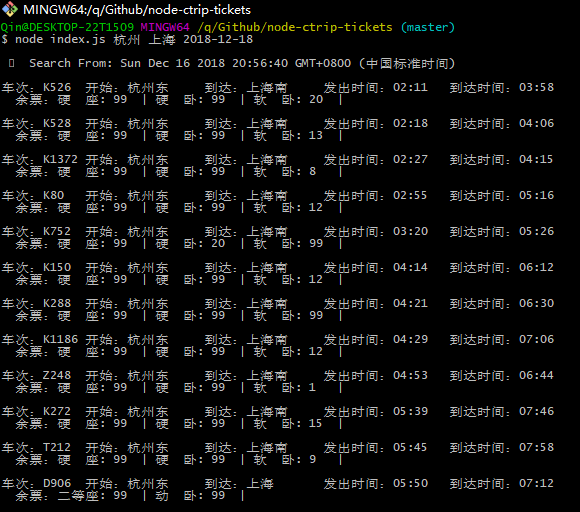 MINGW64:/q/Github/node-ctrip-tickets
Qin@DESKTOP-22T1509 MINGW64 /q/Github/node-ctrip-tickets (master)
$ node index.js 杭州 上海 2018-12-18
Search From: Sun Dec 16 2018 20:56:40 GMT+0800 (中国标准时间)
车次: K526 开始: 杭州东 到达: 上海南 发出时间: 02:11 到达时间: 03:58
余票: 硬 座: 99 | 硬 卧: 99 | 软 卧: 20 |
车次: K528 开始: 杭州东 到达: 上海南 发出时间: 02:18 到达时间: 04:06
余票: 硬 座: 99 | 硬 卧: 99 | 软 卧: 13 |
车次: K1372 开始: 杭州东 到达: 上海南 发出时间: 02:27 到达时间: 04:15
余票: 硬 座: 99 | 硬 卧: 99 | 软 卧: 8 |
车次: K80 开始: 杭州东 到达: 上海南 发出时间: 02:55 到达时间: 05:16
余票: 硬 座: 99 | 硬 卧: 99 | 软 卧: 12 |
车次: K752 开始: 杭州东 到达: 上海南 发出时间: 03:20 到达时间: 05:26
余票: 硬 座: 99 | 硬 卧: 20 | 软 卧: 99 |
车次: K150 开始: 杭州东 到达: 上海南 发出时间: 04:14 到达时间: 06:12
余票: 硬 座: 99 | 硬 卧: 99 | 软 卧: 12 |
车次: K288 开始: 杭州东 到达: 上海南 发出时间: 04:21 到达时间: 06:30
余票: 硬 座: 99 | 硬 卧: 99 | 软 卧: 99 |
车次: K1186 开始: 杭州东 到达: 上海南 发出时间: 04:29 到达时间: 07:06
余票: 硬 座: 99 | 硬 卧: 99 | 软 卧: 12 |
车次: Z248 开始: 杭州东 到达: 上海南 发出时间: 04:53 到达时间: 06:44
余票: 硬 座: 99 | 硬 卧: 99 | 软 卧: 1 |
车次: K272 开始: 杭州东 到达: 上海南 发出时间: 05:39 到达时间: 07:46
余票: 硬 座: 99 | 硬 卧: 99 | 软 卧: 15 |
车次: T212 开始: 杭州东 到达: 上海南 发出时间: 05:45 到达时间: 07:58
余票: 硬 座: 99 | 硬 卧: 99 | 软 卧: 9 |
车次: D906 开始: 杭州东 到达: 上海 发出时间: 05:50 到达时间: 07:12
余票: 二等座: 99 | 动 卧: 99 |